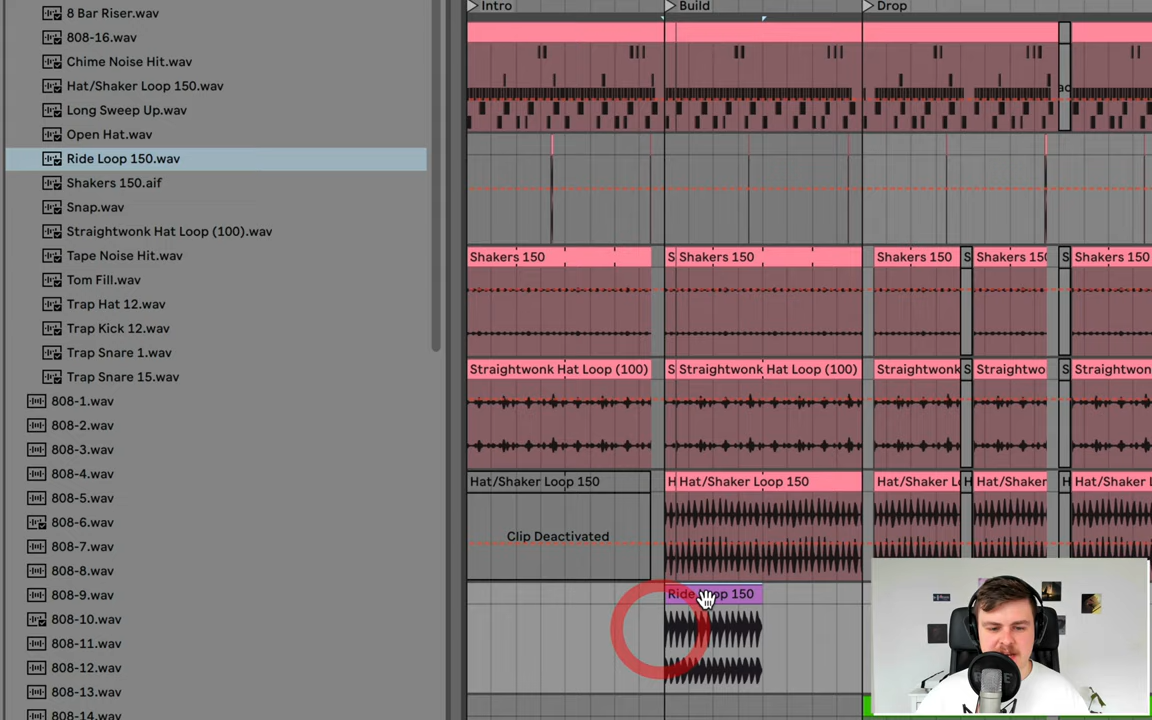 8 Bar Riser.wav
808-16.wav
Chime Noise Hit.wav
Hat/Shaker Loop 150.wav
Long Sweep Up.wav
Open Hat.wav
Ride Loop 150.wav
Shakers 150.aif
Snap.wav
Straightwonk Hat Loop (100).wav
Tape Noise Hit.wav
Tom Fill.wav
Trap Hat 12.wav
Trap Kick 12.wav
Trap Snare 1.wav
Trap Snare 15.wav
808-1.wav
808-2.wav
808-3.wav
808-4.wav
808-5.wav
808-6.wav
808-7.wav
808-8.wav
808-9.wav
808-10.wav
808-11.wav
808-12.wav
808-13.wav
808-14.wav
Intro Build Drop
Shakers 150 S Shakers 150 Shakers 150 S Shakers 15 S Shakers 150
Straightwonk Hat Loop (100) S Straightwonk Hat Loop (100) Straightwonk S Straightwo S Straightwon
Hat/Shaker Loop 150 H Hat/Shaker Loop 150 Hat/Shaker L H Hat/Shaker H Hat/Shaker L
Clip Deactivated
Ride 150